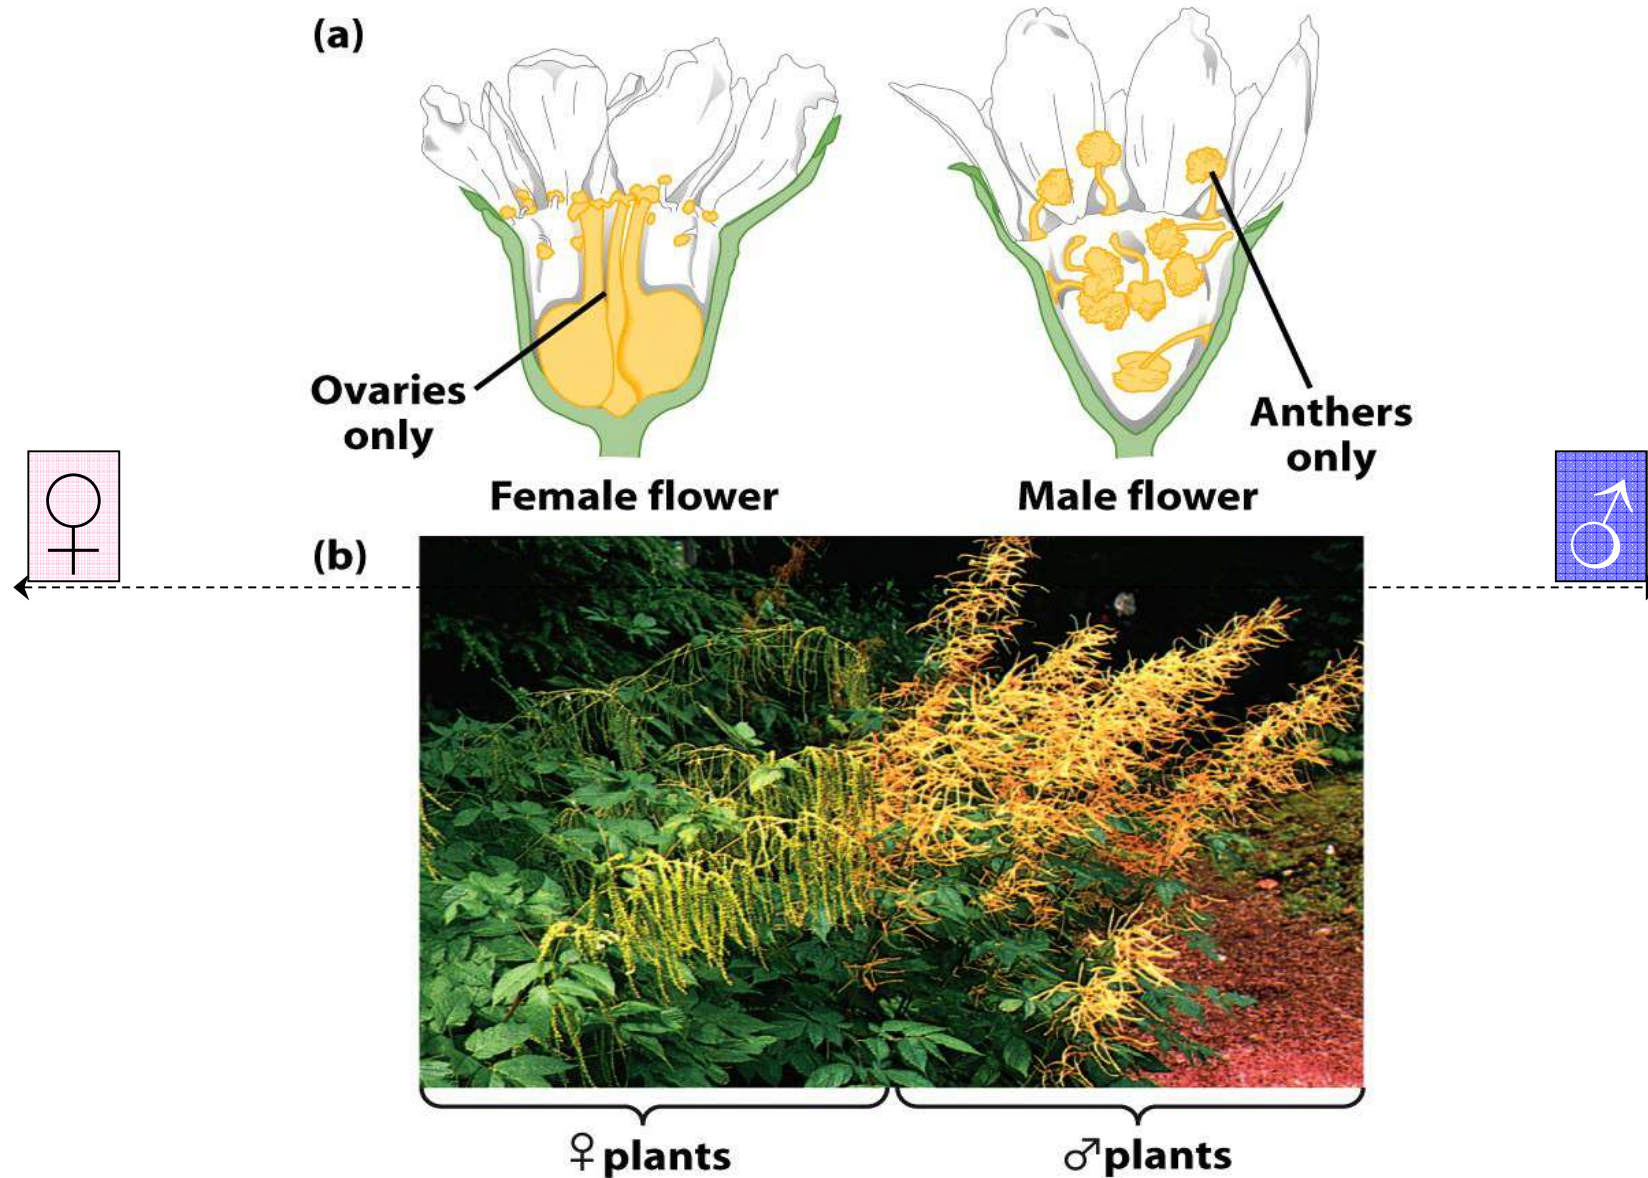 (a)
Ovaries
only
Anthers
only
Female flower
Male flower
♀
♂
(b)
♀plants
♂plants